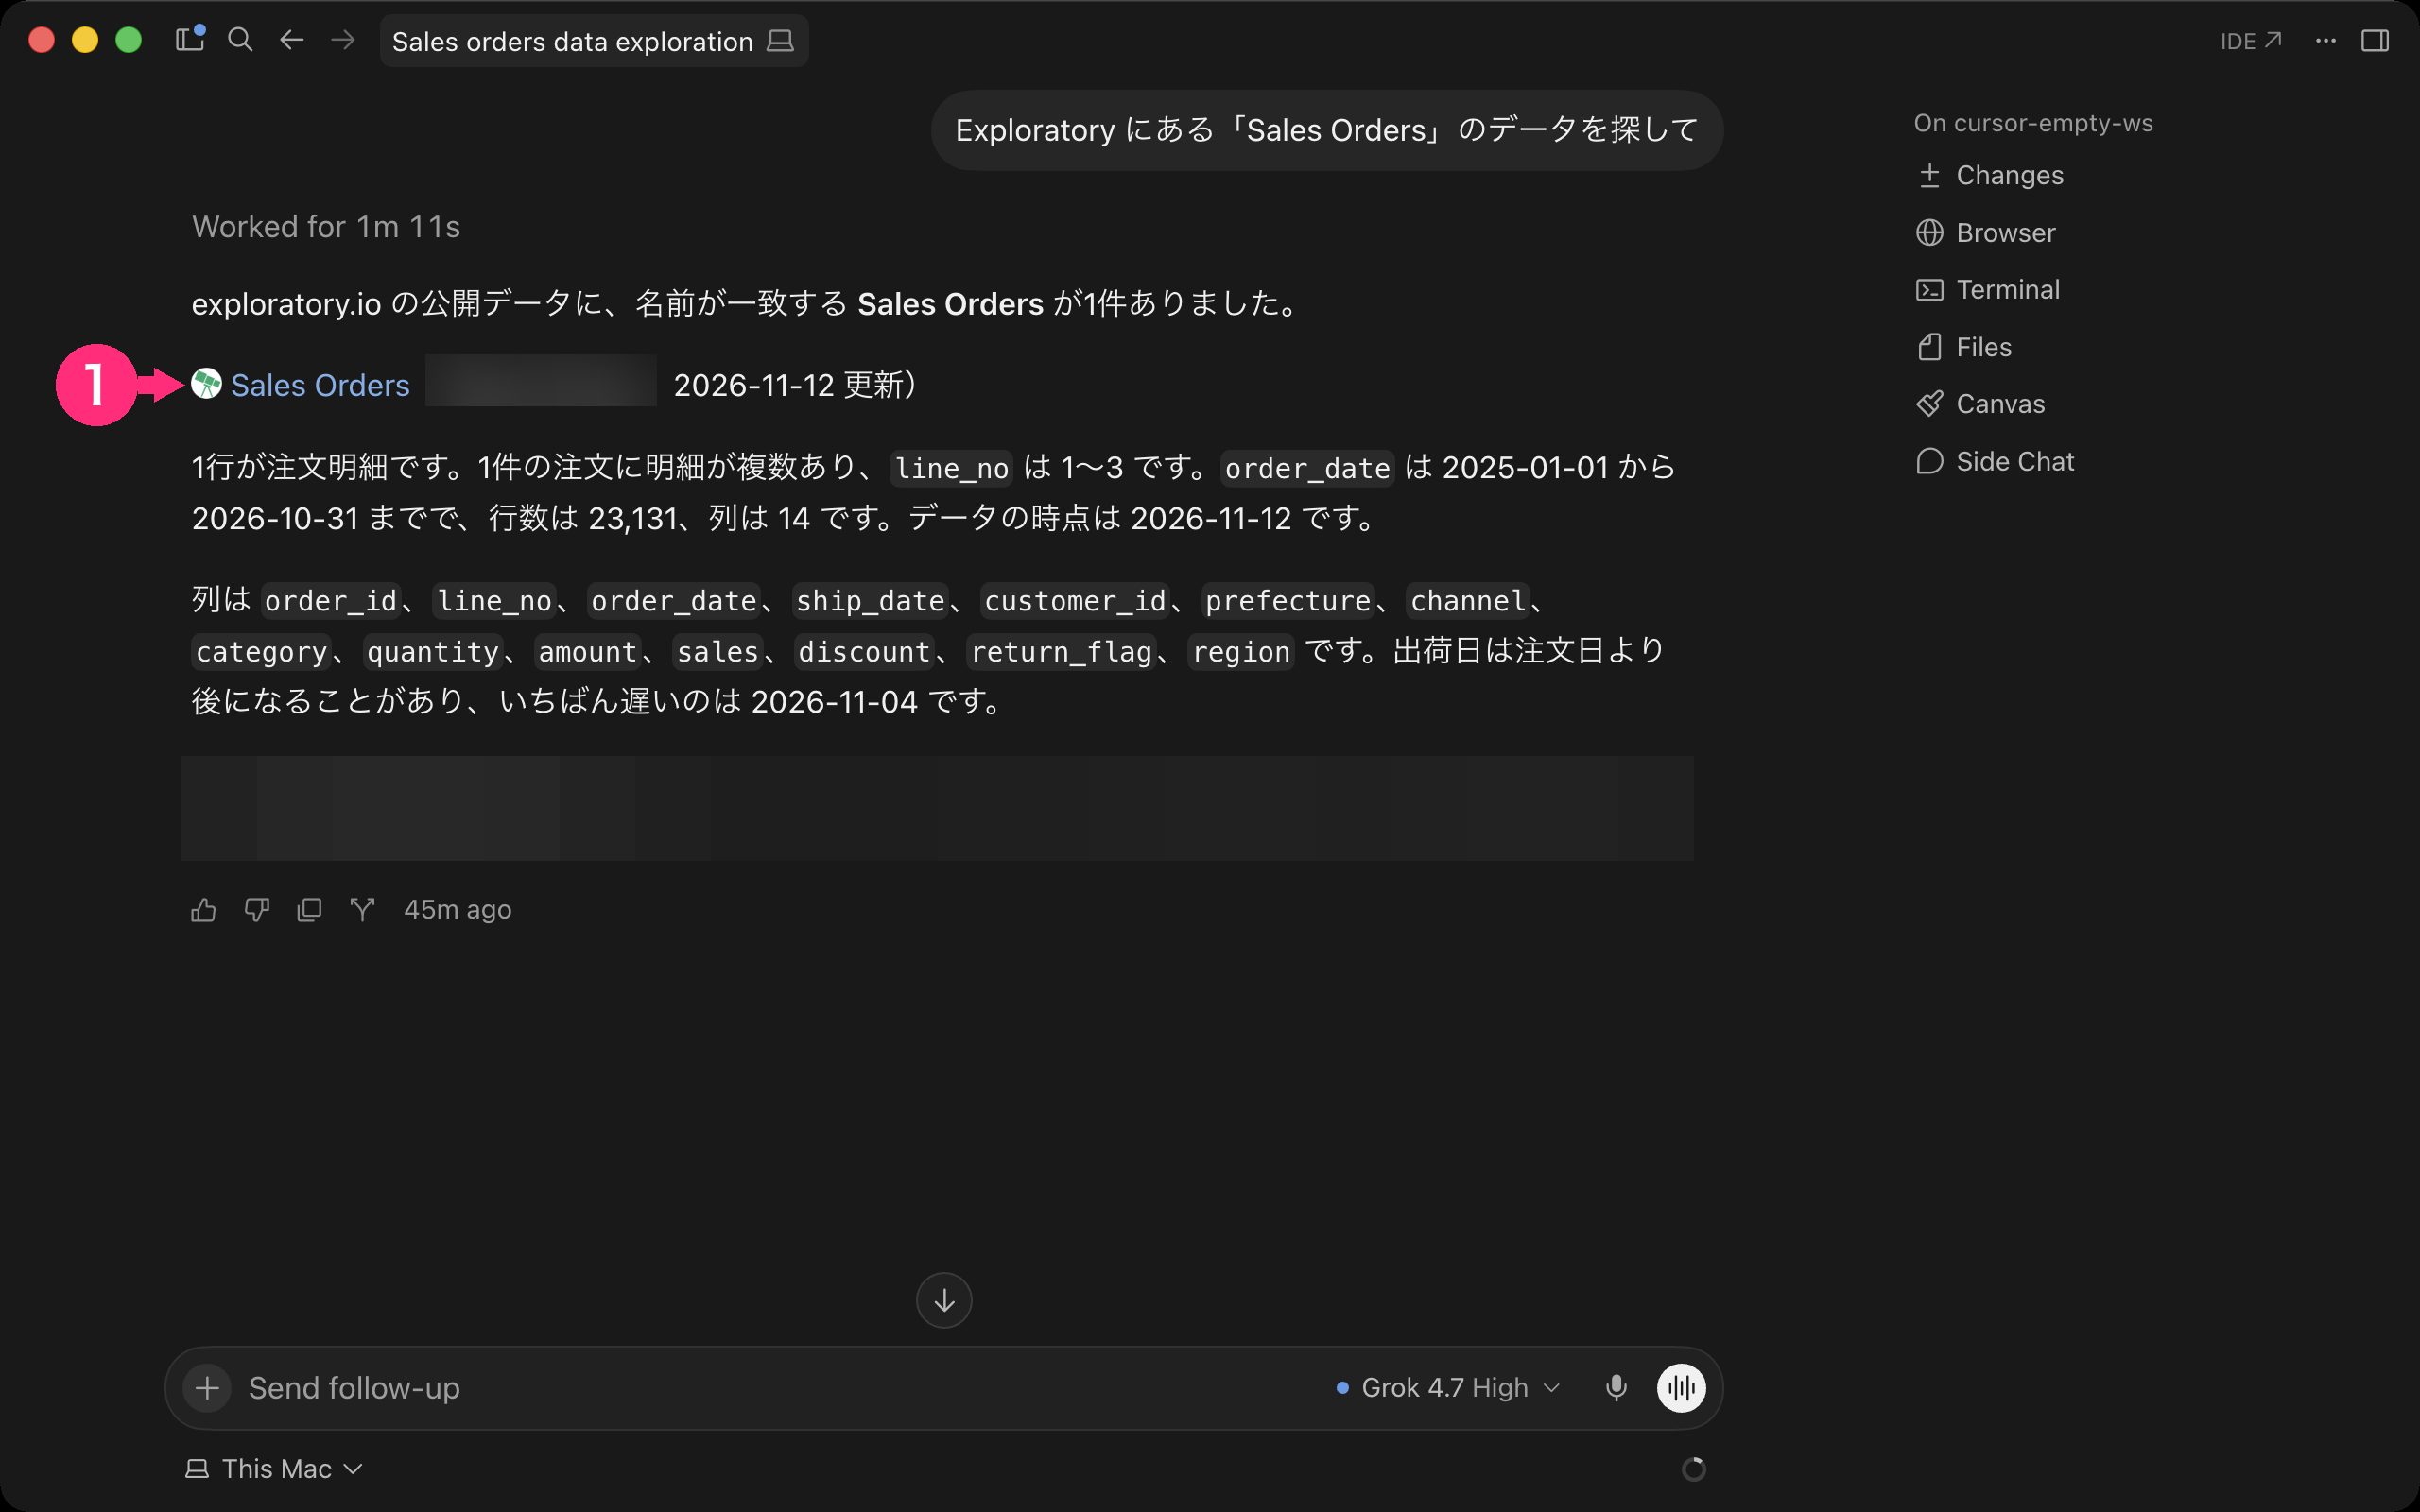 Sales orders data exploration
IDE
Exploratory にある「Sales Orders」のデータを探して
On cursor-empty-ws
Changes
Browser
Terminal
Files
Canvas
Side Chat
Worked for 1m 11s
exploratory.io の公開データに、名前が一致する Sales Orders が1件ありました。
1
Sales Orders 2026-11-12 更新）
1行が注文明細です。1件の注文に明細が複数あり、line_no は 1〜3 です。order_date は 2025-01-01 から
2026-10-31 までで、行数は 23,131、列は 14 です。データの時点は 2026-11-12 です。
列は order_id、line_no、order_date、ship_date、customer_id、prefecture、channel、
category、quantity、amount、sales、discount、return_flag、region です。出荷日は注文日より
後になることがあり、いちばん遅いのは 2026-11-04 です。
45m ago
Send follow-up
Grok 4.7 High
This Mac